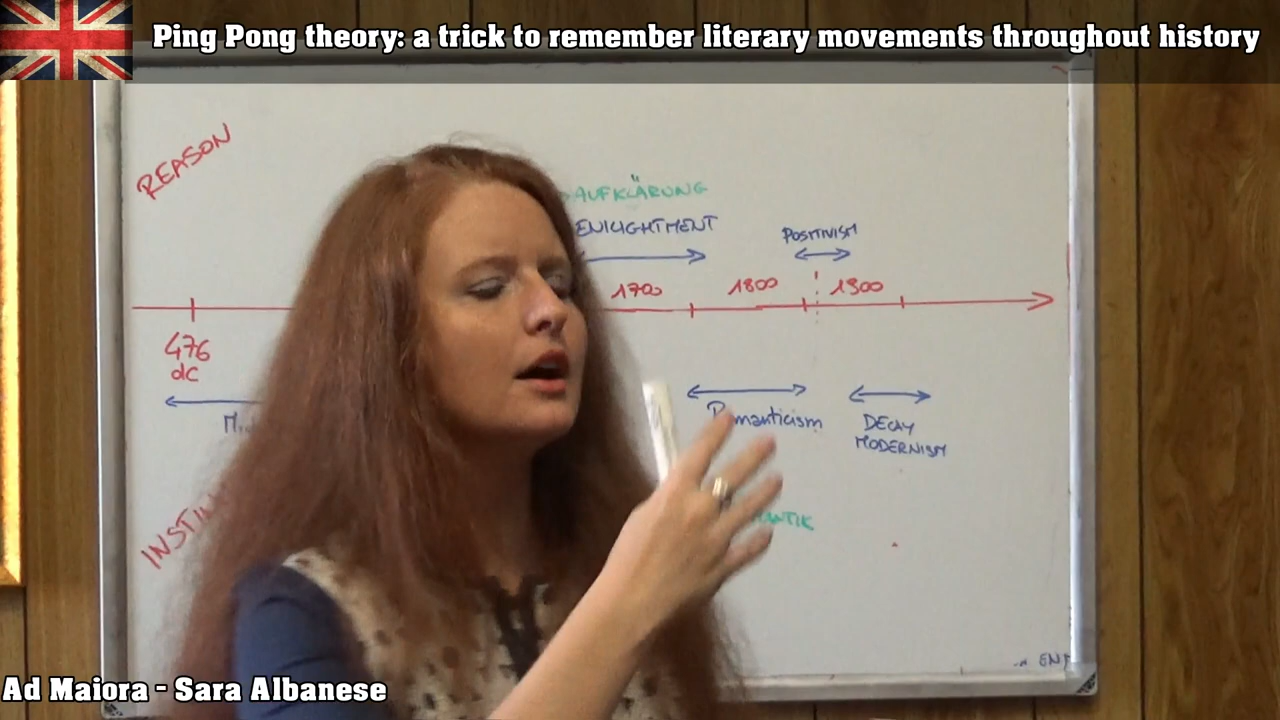 Ping Pong theory: a trick to remember literary movements throughout history
REASON
AUFKLÄRUNG
ENLIGHTMENT
POSITIVISM
1700
1800
1900
476
dC
Romanticism
DECAY
MODERNISM
Ad Maiora - Sara Albanese